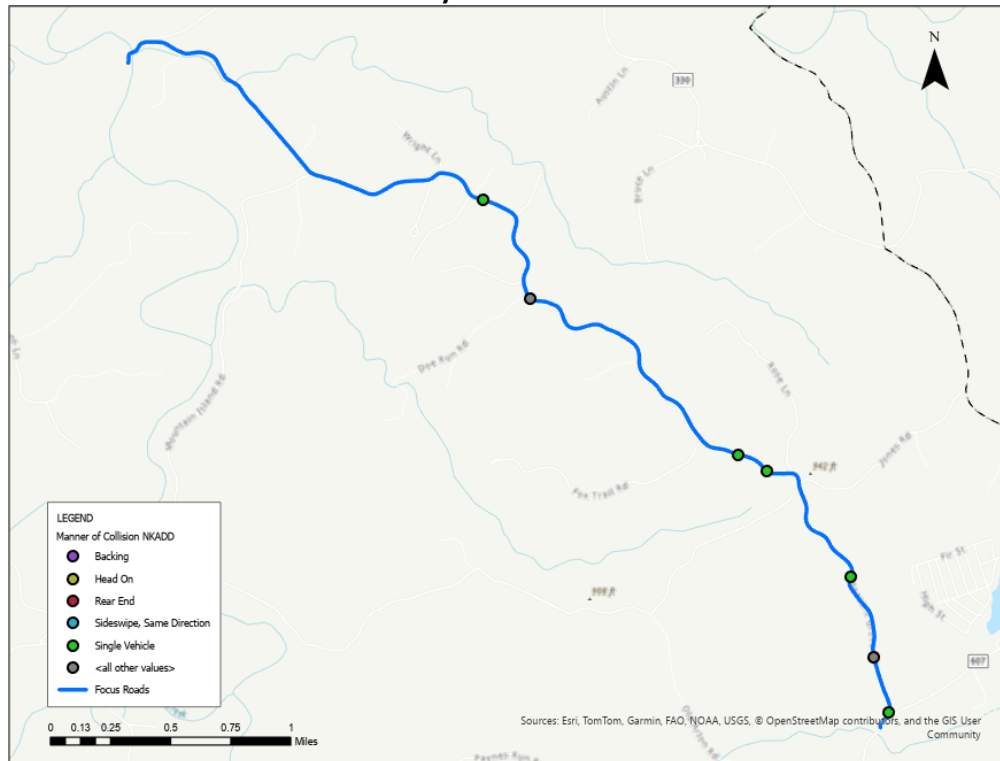 N
330
Austin Ln
Wright Ln
Bruce Ln
Doe Run Rd
Mountain Island Rd
Rose Ln
942 ft
Jones Rd
Fox Trail Rd
Fir St
High St
998 ft
607
LEGEND
Manner of Collision NKADD
Backing
Head On
Rear End
Sideswipe, Same Direction
Single Vehicle
<all other values>
Focus Roads
0 0.13 0.25 0.5 0.75 1
Miles
Sources: Esri, TomTom, Garmin, FAO, NOAA, USGS, © OpenStreetMap contributors, and the GIS User
Community